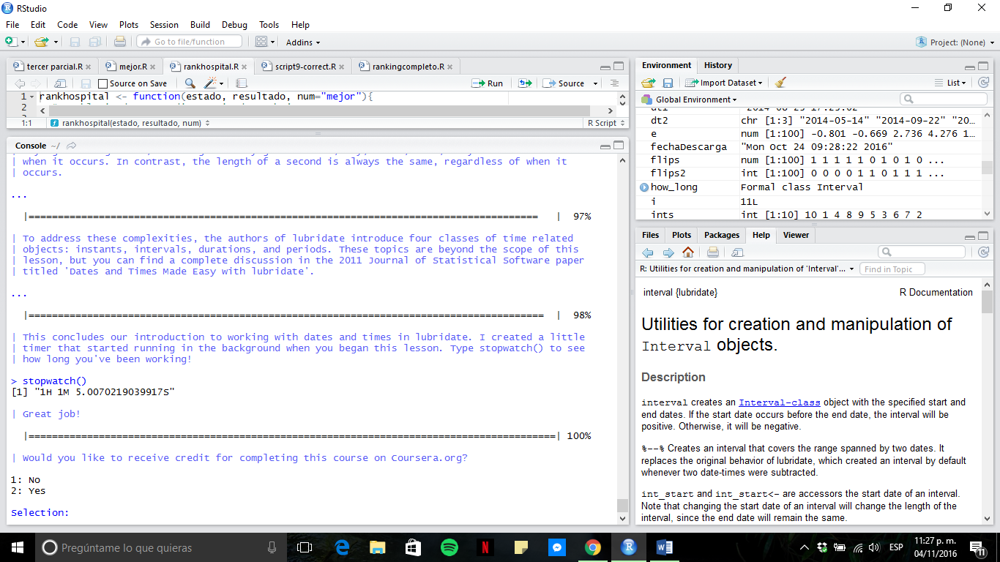 RStudio
File Edit Code View Plots Session Build Debug Tools Help
Go to file/function Addins Project: (None)
tercer parcial.R mejor.R rankhospital.R script9-correct.R rankingcompleto.R
Source on Save Run Source
1 rankhospital <- function(estado, resultado, num="mejor"){
2
1:1 rankhospital(estado, resultado, num) R Script
Console ~/
| when it occurs. In contrast, the length of a second is always the same, regardless of when it
| occurs.
...
|======================================================================================= | 97%
| To address these complexities, the authors of lubridate introduce four classes of time related
| objects: instants, intervals, durations, and periods. These topics are beyond the scope of this
| lesson, but you can find a complete discussion in the 2011 Journal of Statistical Software paper
| titled 'Dates and Times Made Easy with lubridate'.
...
|======================================================================================== | 98%
| This concludes our introduction to working with dates and times in lubridate. I created a little
| timer that started running in the background when you began this lesson. Type stopwatch() to see
| how long you've been working!
> stopwatch()
[1] "1H 1M 5.0070219039917S"
| Great job!
|==========================================================================================| 100%
| Would you like to receive credit for completing this course on Coursera.org?
1: No
2: Yes
Selection:
Environment History
Import Dataset List
Global Environment
dt2 chr [1:3] "2014-05-14" "2014-09-22" "20...
e num [1:100] -0.801 -0.669 2.736 4.276 1...
fechaDescarga "Mon Oct 24 09:28:22 2016"
flips num [1:100] 1 1 1 1 1 0 1 0 1 0 ...
flips2 int [1:100] 0 0 0 0 1 1 0 1 1 1 ...
how_long Formal class Interval
i 11L
ints int [1:10] 10 1 4 8 9 5 3 6 7 2
Files Plots Packages Help Viewer
R: Utilities for creation and manipulation of 'Interval'... Find in Topic
interval {lubridate} R Documentation
Utilities for creation and manipulation of
Interval objects.
Description
interval creates an Interval-class object with the specified start and
end dates. If the start date occurs before the end date, the interval will be
positive. Otherwise, it will be negative.
%--% Creates an interval that covers the range spanned by two dates. It
replaces the original behavior of lubridate, which created an interval by default
whenever two date-times were subtracted.
int_start and int_start<- are accessors the start date of an interval.
Note that changing the start date of an interval will change the length of the
interval, since the end date will remain the same.
Pregúntame lo que quieras
ESP
11:27 p. m.
04/11/2016
11